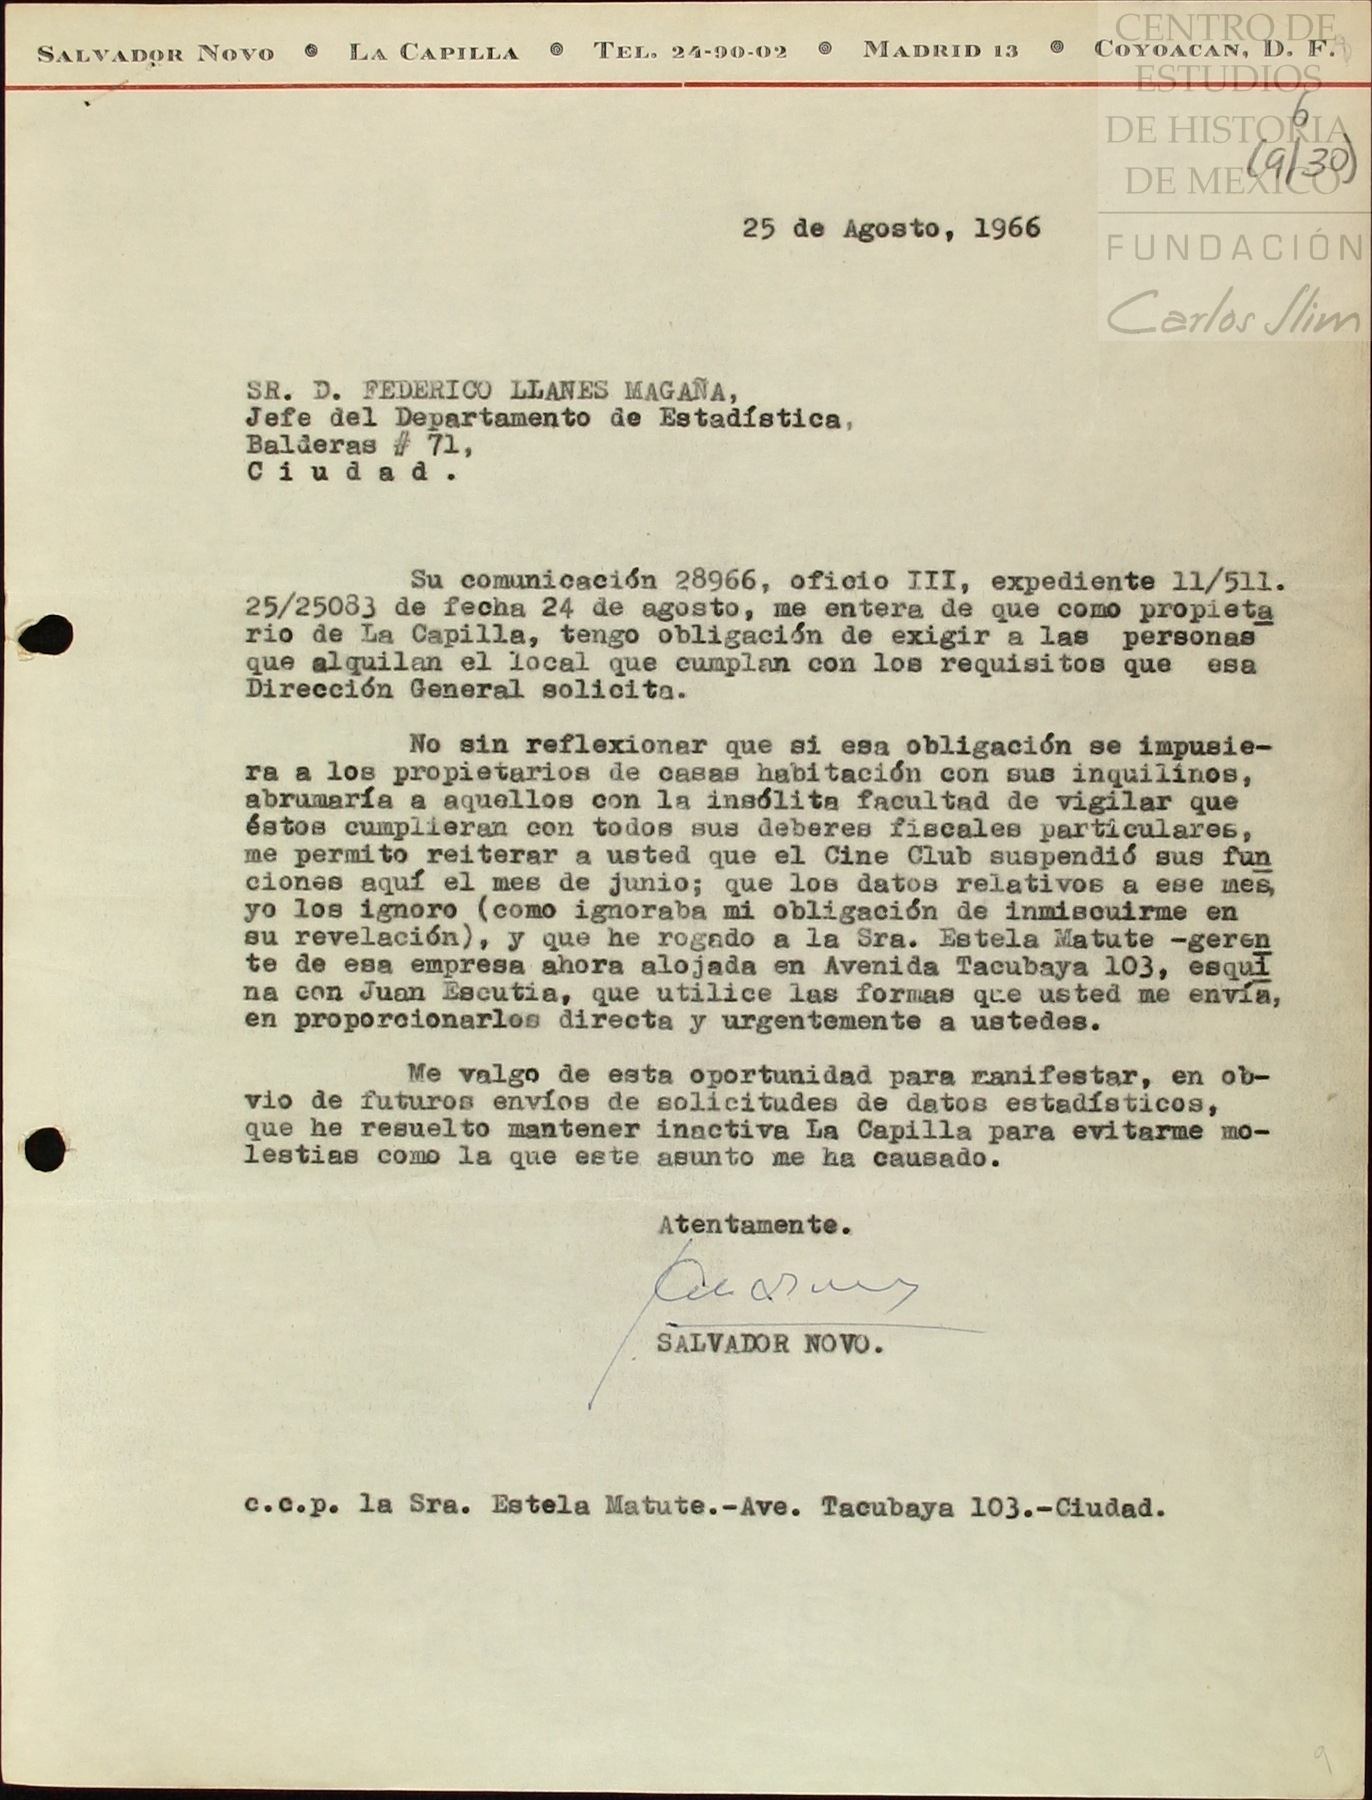 SALVADOR NOVO ● LA CAPILLA ● TEL. 24-90-02 ● MADRID 13 ● COYOACAN, D. F.
CENTRO DE
ESTUDIOS
DE HISTORIA
DE MEXICO
FUNDACIÓN
Carlos Slim
6
(9/30)
25 de Agosto, 1966
SR. D. FEDERICO LLANES MAGAÑA,
Jefe del Departamento de Estadística,
Balderas # 71,
C i u d a d .
Su comunicación 28966, oficio III, expediente 11/511.
25/25083 de fecha 24 de agosto, me entera de que como propieta
rio de La Capilla, tengo obligación de exigir a las personas
que alquilan el local que cumplan con los requisitos que esa
Dirección General solicita.
No sin reflexionar que si esa obligación se impusie-
ra a los propietarios de casas habitación con sus inquilinos,
abrumaría a aquellos con la insólita facultad de vigilar que
éstos cumplieran con todos sus deberes fiscales particulares,
me permito reiterar a usted que el Cine Club suspendió sus fun
ciones aquí el mes de junio; que los datos relativos a ese mes,
yo los ignoro (como ignoraba mi obligación de inmiscuirme en
su revelación), y que he rogado a la Sra. Estela Matute -geren
te de esa empresa ahora alojada en Avenida Tacubaya 103, esqui
na con Juan Escutia, que utilice las formas que usted me envía,
en proporcionarlos directa y urgentemente a ustedes.
Me valgo de esta oportunidad para manifestar, en ob-
vio de futuros envíos de solicitudes de datos estadísticos,
que he resuelto mantener inactiva La Capilla para evitarme mo-
lestias como la que este asunto me ha causado.
Atentamente.
SALVADOR NOVO.
c.c.p. la Sra. Estela Matute.-Ave. Tacubaya 103.-Ciudad.
9